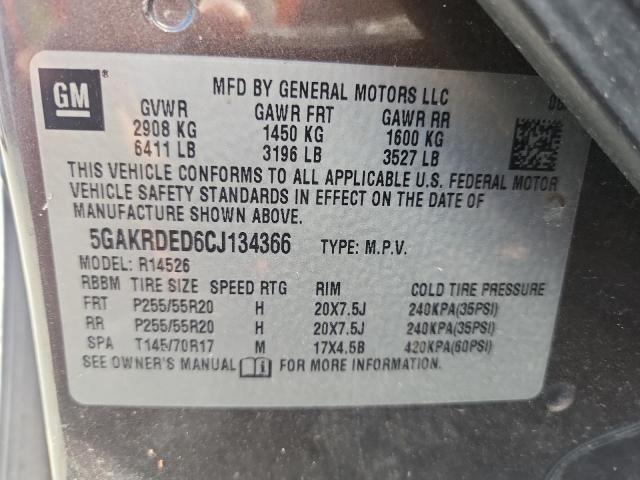 GM
MFD BY GENERAL MOTORS LLC
GVWR GAWR FRT GAWR RR
2908 KG 1450 KG 1600 KG
6411 LB 3196 LB 3527 LB
THIS VEHICLE CONFORMS TO ALL APPLICABLE U.S. FEDERAL MOTOR
VEHICLE SAFETY STANDARDS IN EFFECT ON THE DATE OF
MANUFACTURE SHOWN ABOVE.
5GAKRDED6CJ134366 TYPE: M.P.V.
MODEL: R14526
RBBM TIRE SIZE SPEED RTG RIM COLD TIRE PRESSURE
FRT P255/55R20 H 20X7.5J 240KPA(35PSI)
RR P255/55R20 H 20X7.5J 240KPA(35PSI)
SPA T145/70R17 M 17X4.5B 420KPA(60PSI)
SEE OWNER'S MANUAL FOR MORE INFORMATION.